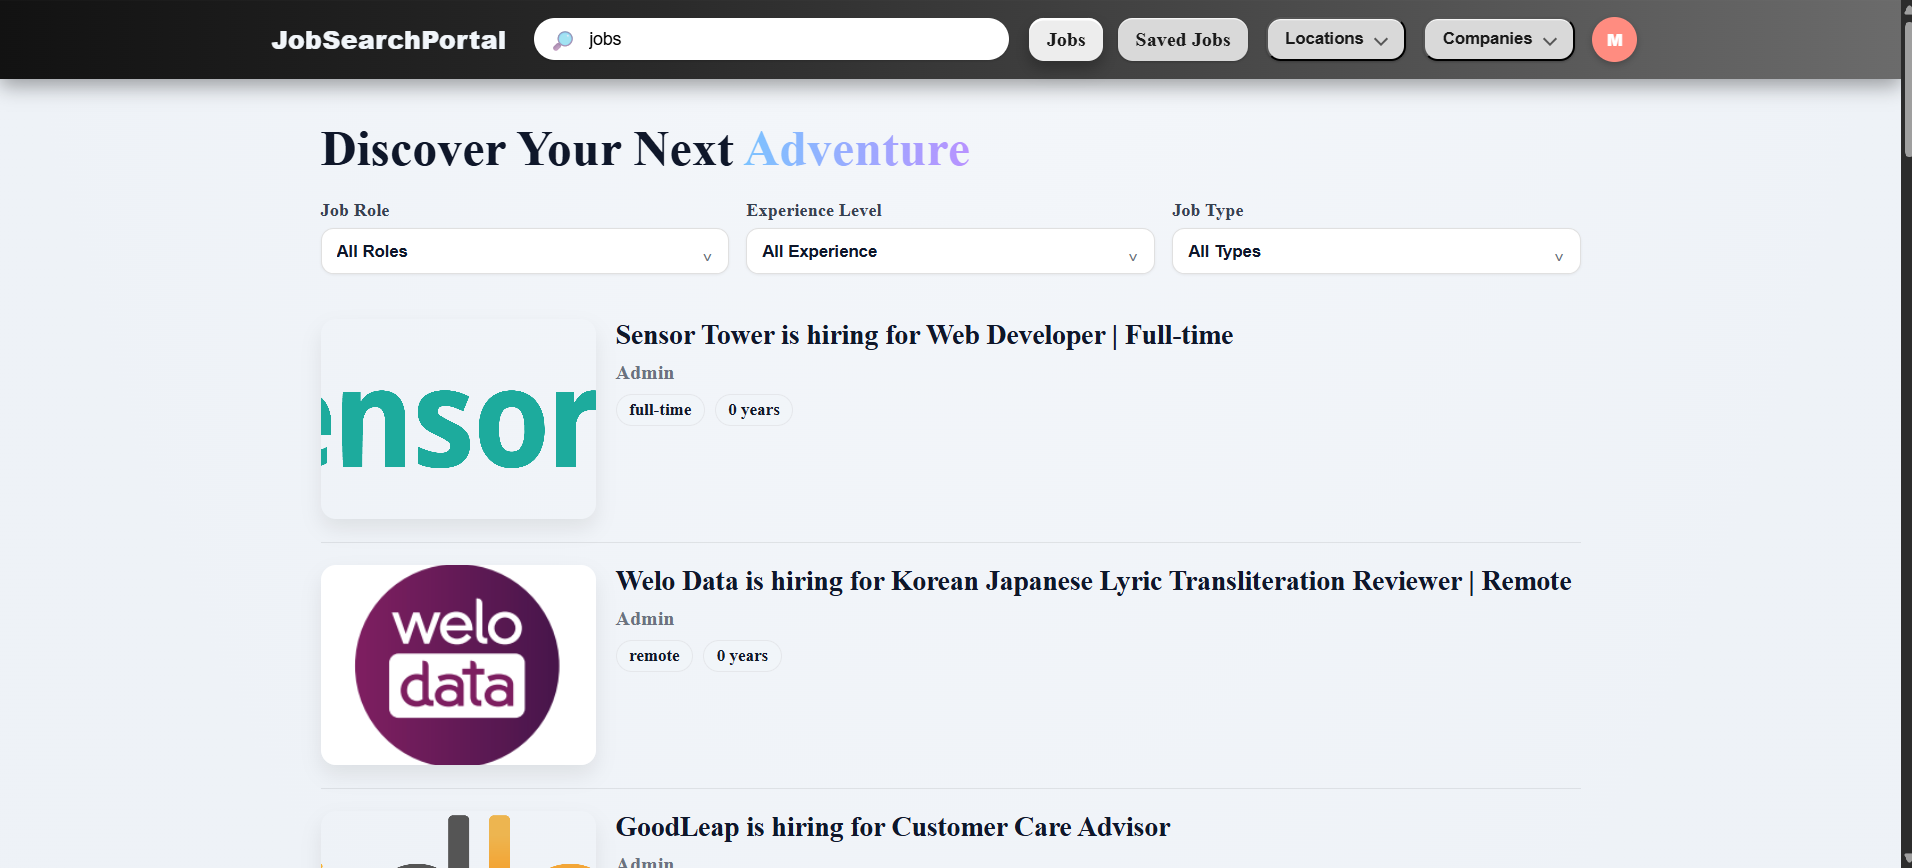 JobSearchPortal
jobs
Jobs
Saved Jobs
Locations
Companies
M
Discover Your Next Adventure
Job Role
Experience Level
Job Type
All Roles
All Experience
All Types
ensor
Sensor Tower is hiring for Web Developer | Full-time
Admin
full-time
0 years
welo
data
Welo Data is hiring for Korean Japanese Lyric Transliteration Reviewer | Remote
Admin
remote
0 years
GoodLeap is hiring for Customer Care Advisor
Admin